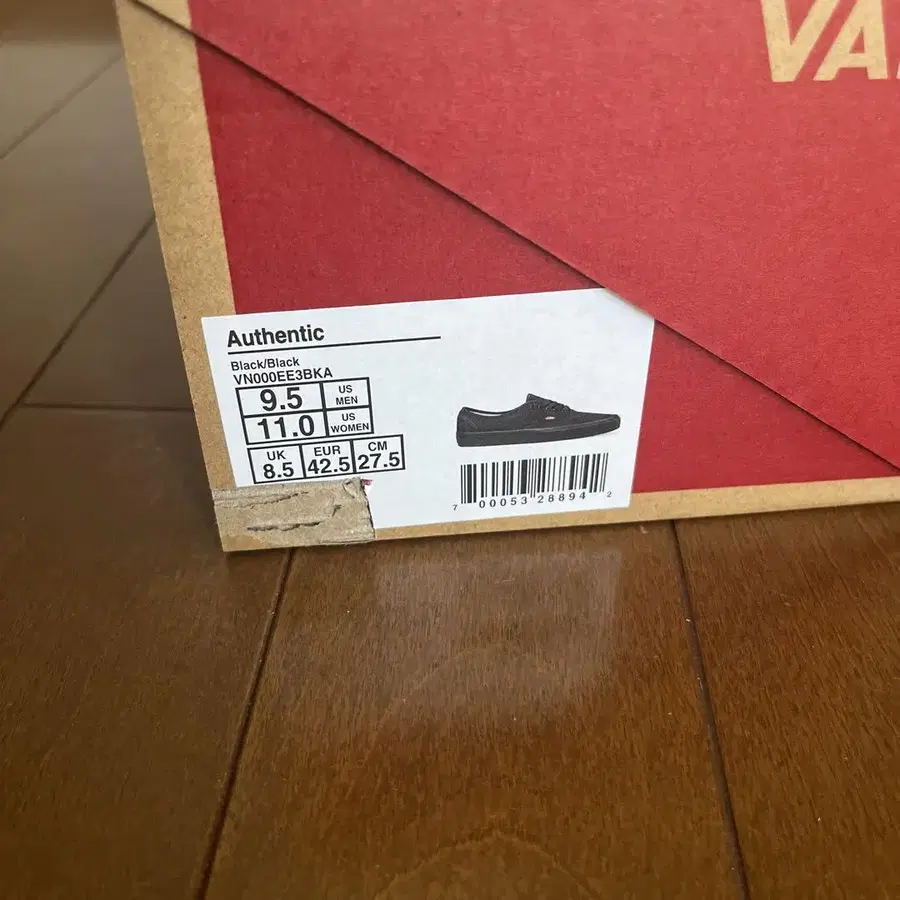 VA
Authentic
Black/Black
VN000EE3BKA
9.5 US MEN
11.0 US WOMEN
UK 8.5 EUR 42.5 CM 27.5
7 00053 28894 2